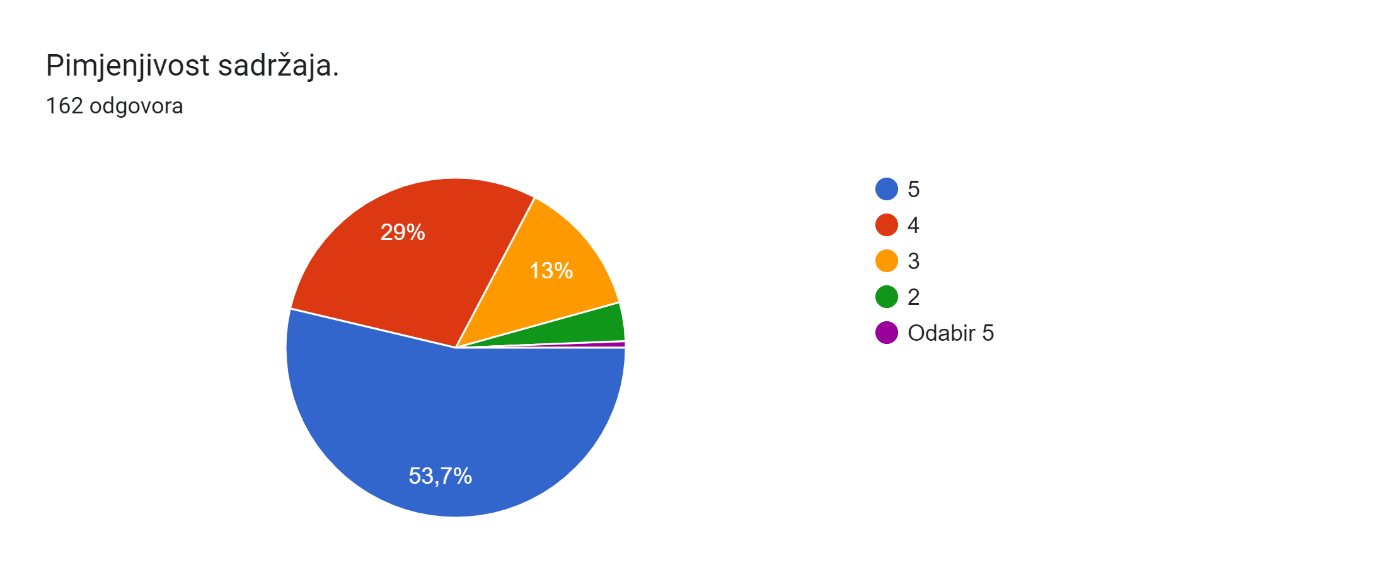 Pimjenjivost sadržaja.
162 odgovora
29%
13%
53,7%
5
4
3
2
Odabir 5